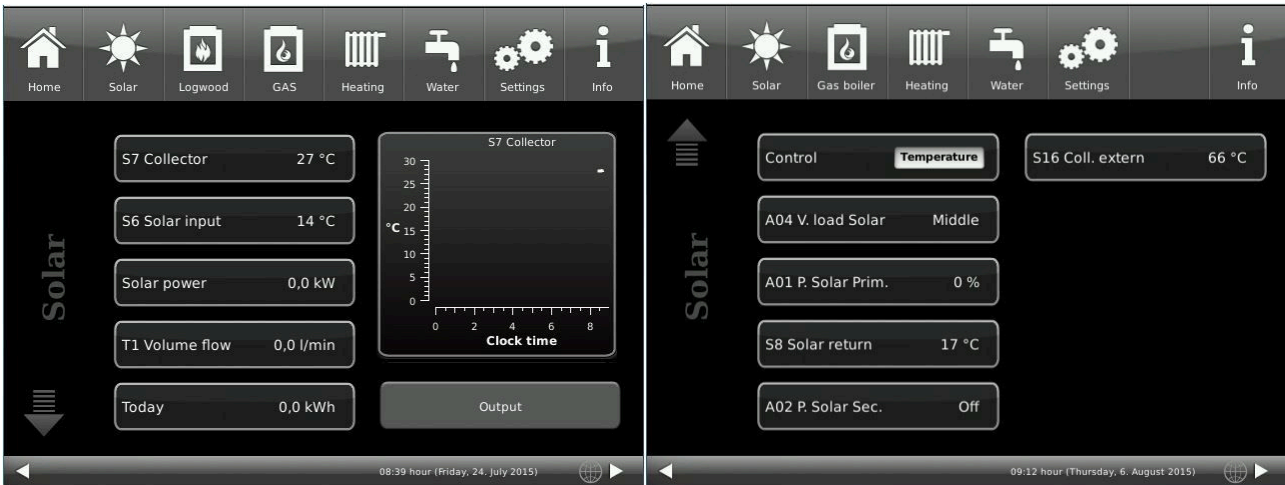 Home Solar Logwood GAS Heating Water Settings Info
S7 Collector 27 °C
S6 Solar input 14 °C
Solar power 0,0 kW
T1 Volume flow 0,0 l/min
Today 0,0 kWh
Solar
S7 Collector
30
25
20
°C 15
10
5
0
0 2 4 6 8
Clock time
Output
08:39 hour (Friday, 24. July 2015)
Home Solar Gas boiler Heating Water Settings Info
Control Temperature
A04 V. load Solar Middle
A01 P. Solar Prim. 0 %
S8 Solar return 17 °C
A02 P. Solar Sec. Off
Solar
S16 Coll. extern 66 °C
09:12 hour (Thursday, 6. August 2015)